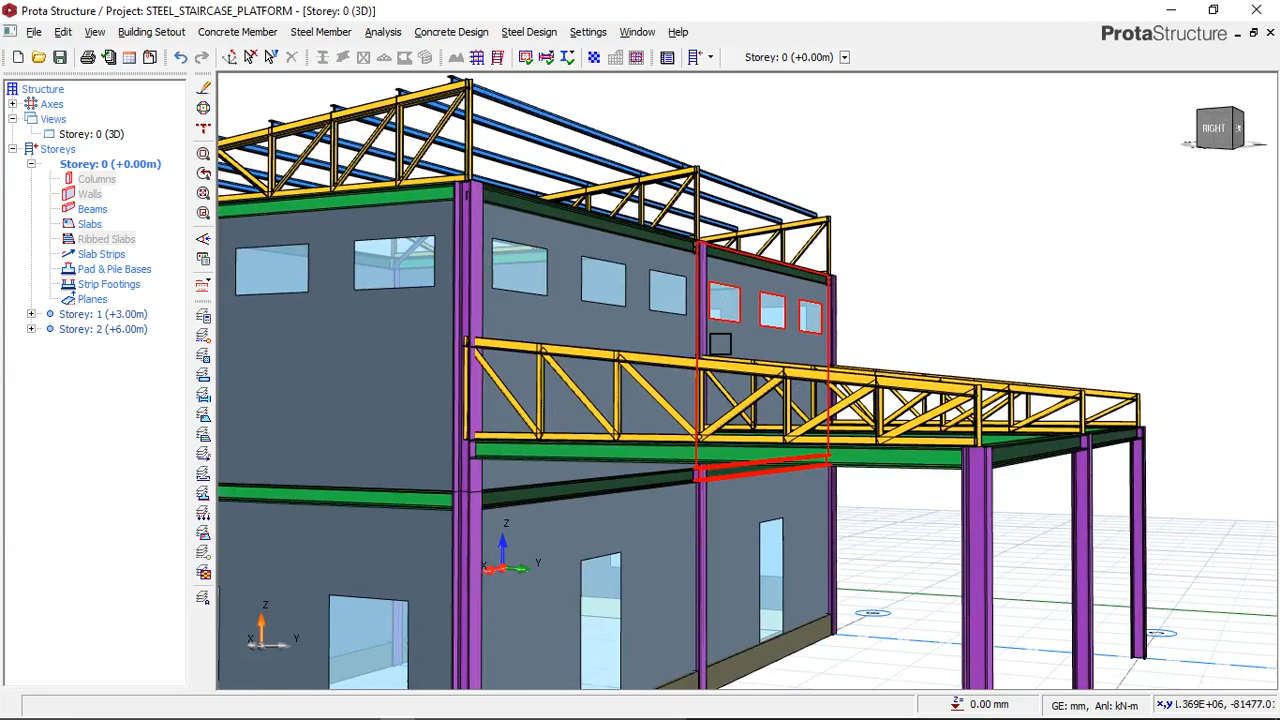 Prota Structure / Project: STEEL_STAIRCASE_PLATFORM - [Storey: 0 (3D)]
File Edit View Building Setout Concrete Member Steel Member Analysis Concrete Design Steel Design Settings Window Help
ProtaStructure
Storey: 0 (+0.00m)
Structure
Axes
Views
Storey: 0 (3D)
Storeys
Storey: 0 (+0.00m)
Columns
Walls
Beams
Slabs
Ribbed Slabs
Slab Strips
Pad & Pile Bases
Strip Footings
Planes
Storey: 1 (+3.00m)
Storey: 2 (+6.00m)
RIGHT
Z
X Y
Z
X Y
Z= 0.00 mm
GE: mm, Anl: kN-m
x,y